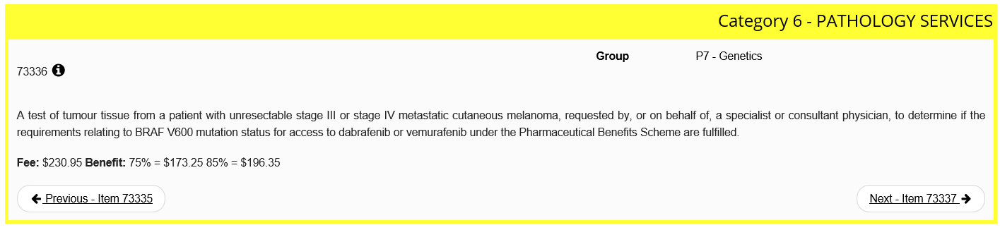 Category 6 - PATHOLOGY SERVICES
Group P7 - Genetics
73336
A test of tumour tissue from a patient with unresectable stage III or stage IV metastatic cutaneous melanoma, requested by, or on behalf of, a specialist or consultant physician, to determine if the
requirements relating to BRAF V600 mutation status for access to dabrafenib or vemurafenib under the Pharmaceutical Benefits Scheme are fulfilled.
Fee: $230.95 Benefit: 75% = $173.25 85% = $196.35
Previous - Item 73335 Next - Item 73337